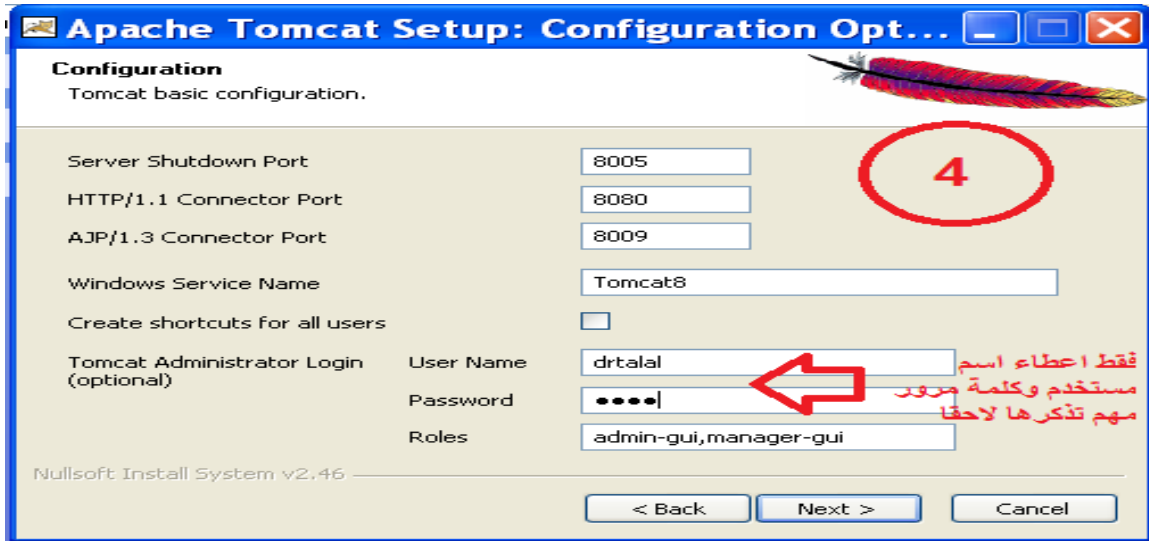 Apache Tomcat Setup: Configuration Opt...
Configuration
Tomcat basic configuration.
4
Server Shutdown Port 8005
HTTP/1.1 Connector Port 8080
AJP/1.3 Connector Port 8009
Windows Service Name Tomcat8
Create shortcuts for all users
Tomcat Administrator Login
(optional)
User Name drtalal
Password ●●●●
Roles admin-gui,manager-gui
فقط اعطاء اسم
مستخدم وكلمة مرور
مهم تذكرها لاحقا
Nullsoft Install System v2.46
< Back Next > Cancel